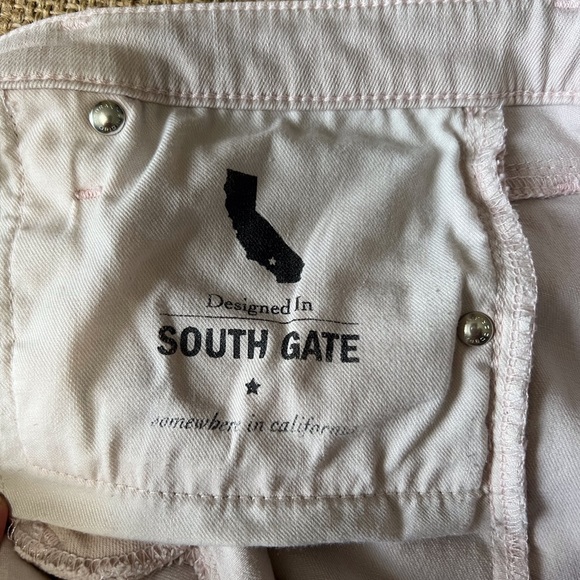 Designed In
SOUTH GATE
somewhere in california